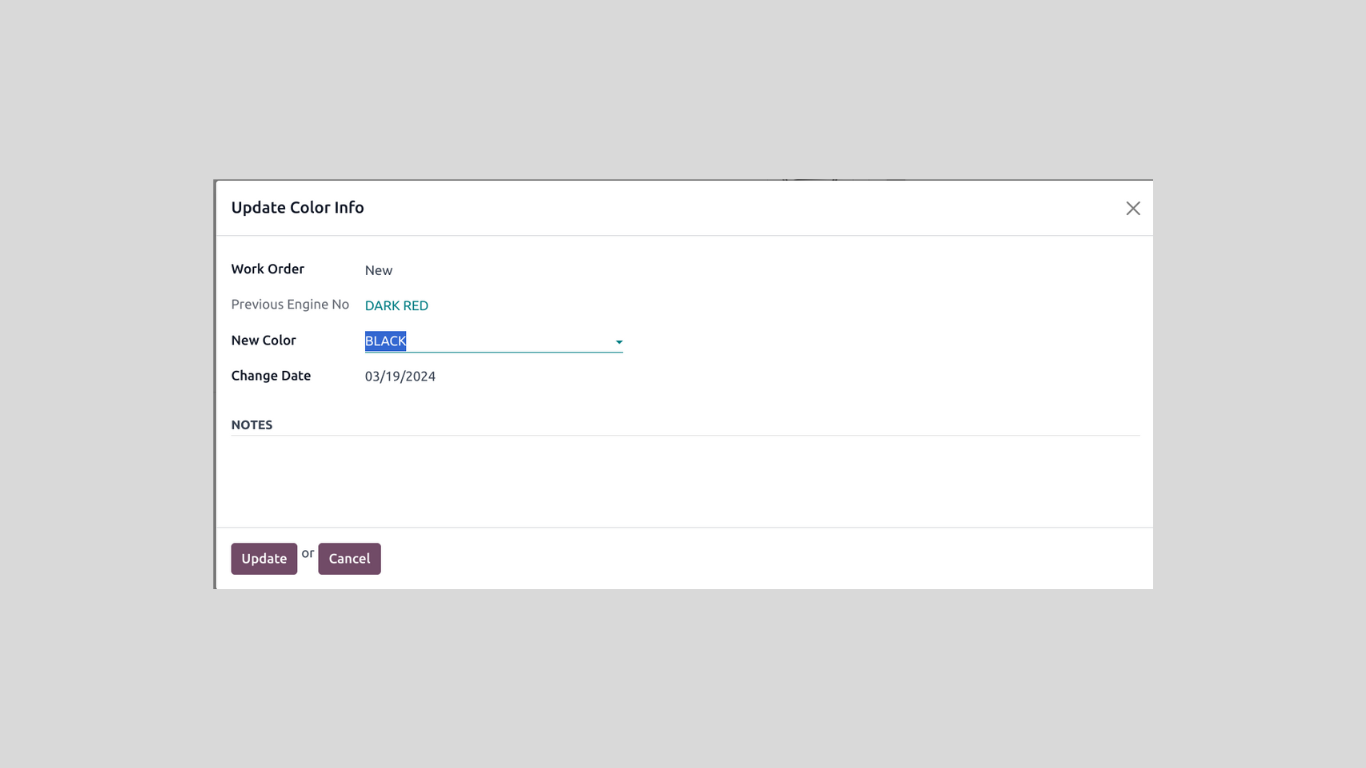 Update Color Info
Work Order New
Previous Engine No DARK RED
New Color BLACK
Change Date 03/19/2024
NOTES
Update or Cancel